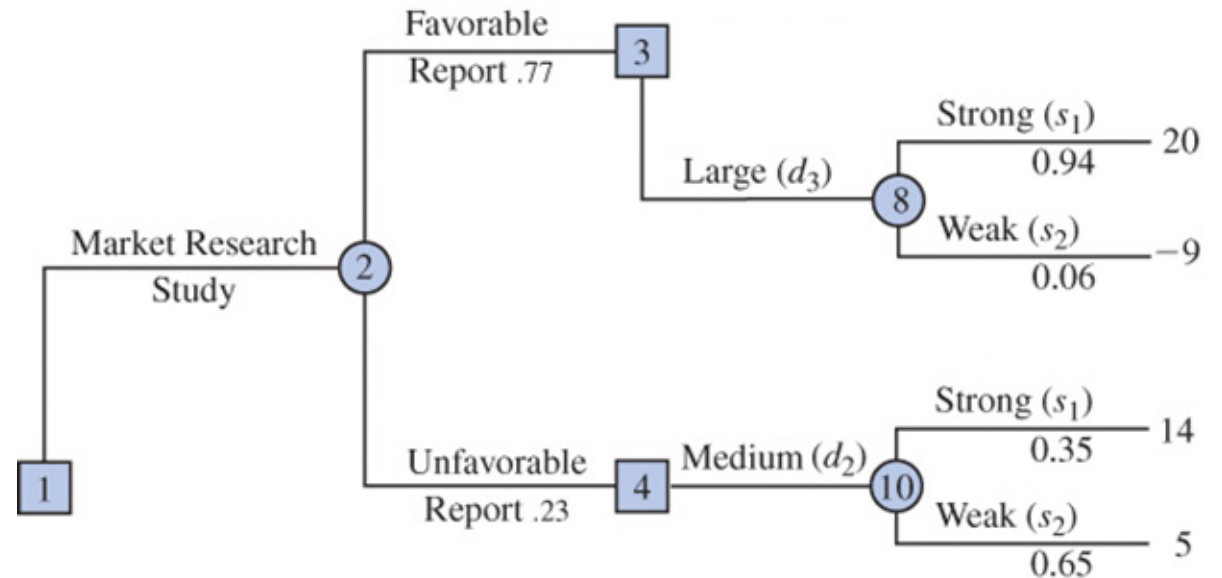 Favorable
Report .77
3
Strong (s₁)
20
0.94
Large (d₃)
8
Weak (s₂)
−9
0.06
Market Research
Study
2
Strong (s₁)
14
0.35
Unfavorable
Report .23
4
Medium (d₂)
10
1
Weak (s₂)
5
0.65